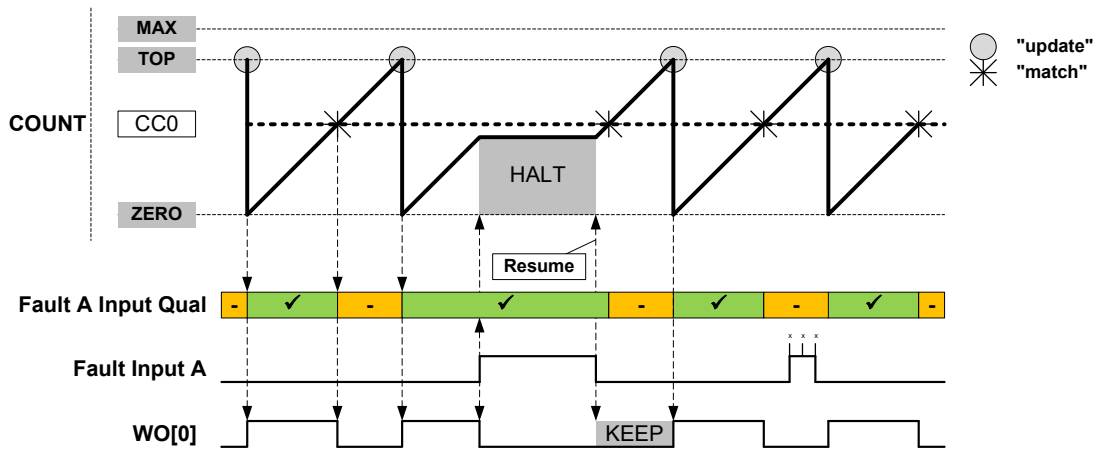 MAX
TOP
"update"
"match"
COUNT
CC0
HALT
ZERO
Resume
Fault A Input Qual
- ✓ - ✓ - ✓ - ✓ -
x x x
Fault Input A
WO[0]
KEEP